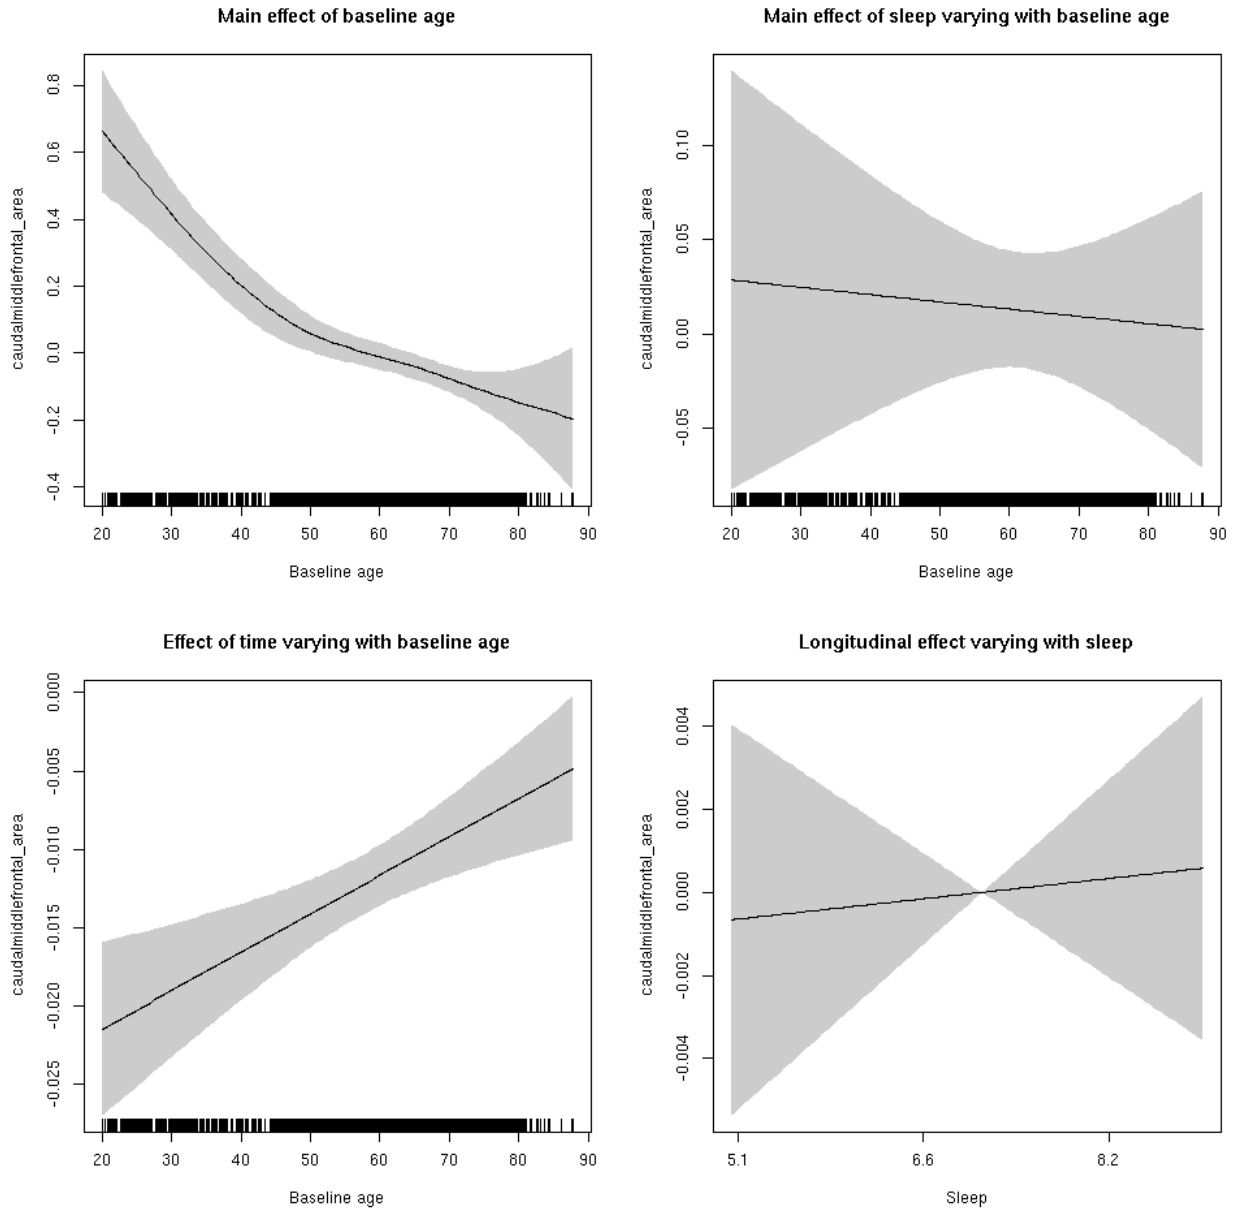 Main effect of baseline age
caudalmiddlefrontal_area
0.8
0.6
0.4
0.2
0.0
-0.2
-0.4
20 30 40 50 60 70 80 90
Baseline age
Main effect of sleep varying with baseline age
caudalmiddlefrontal_area
0.10
0.05
0.00
-0.05
20 30 40 50 60 70 80 90
Baseline age
Effect of time varying with baseline age
caudalmiddlefrontal_area
0.000
-0.005
-0.010
-0.015
-0.020
-0.025
20 30 40 50 60 70 80 90
Baseline age
Longitudinal effect varying with sleep
caudalmiddlefrontal_area
0.004
0.002
0.000
-0.002
-0.004
5.1 6.6 8.2
Sleep